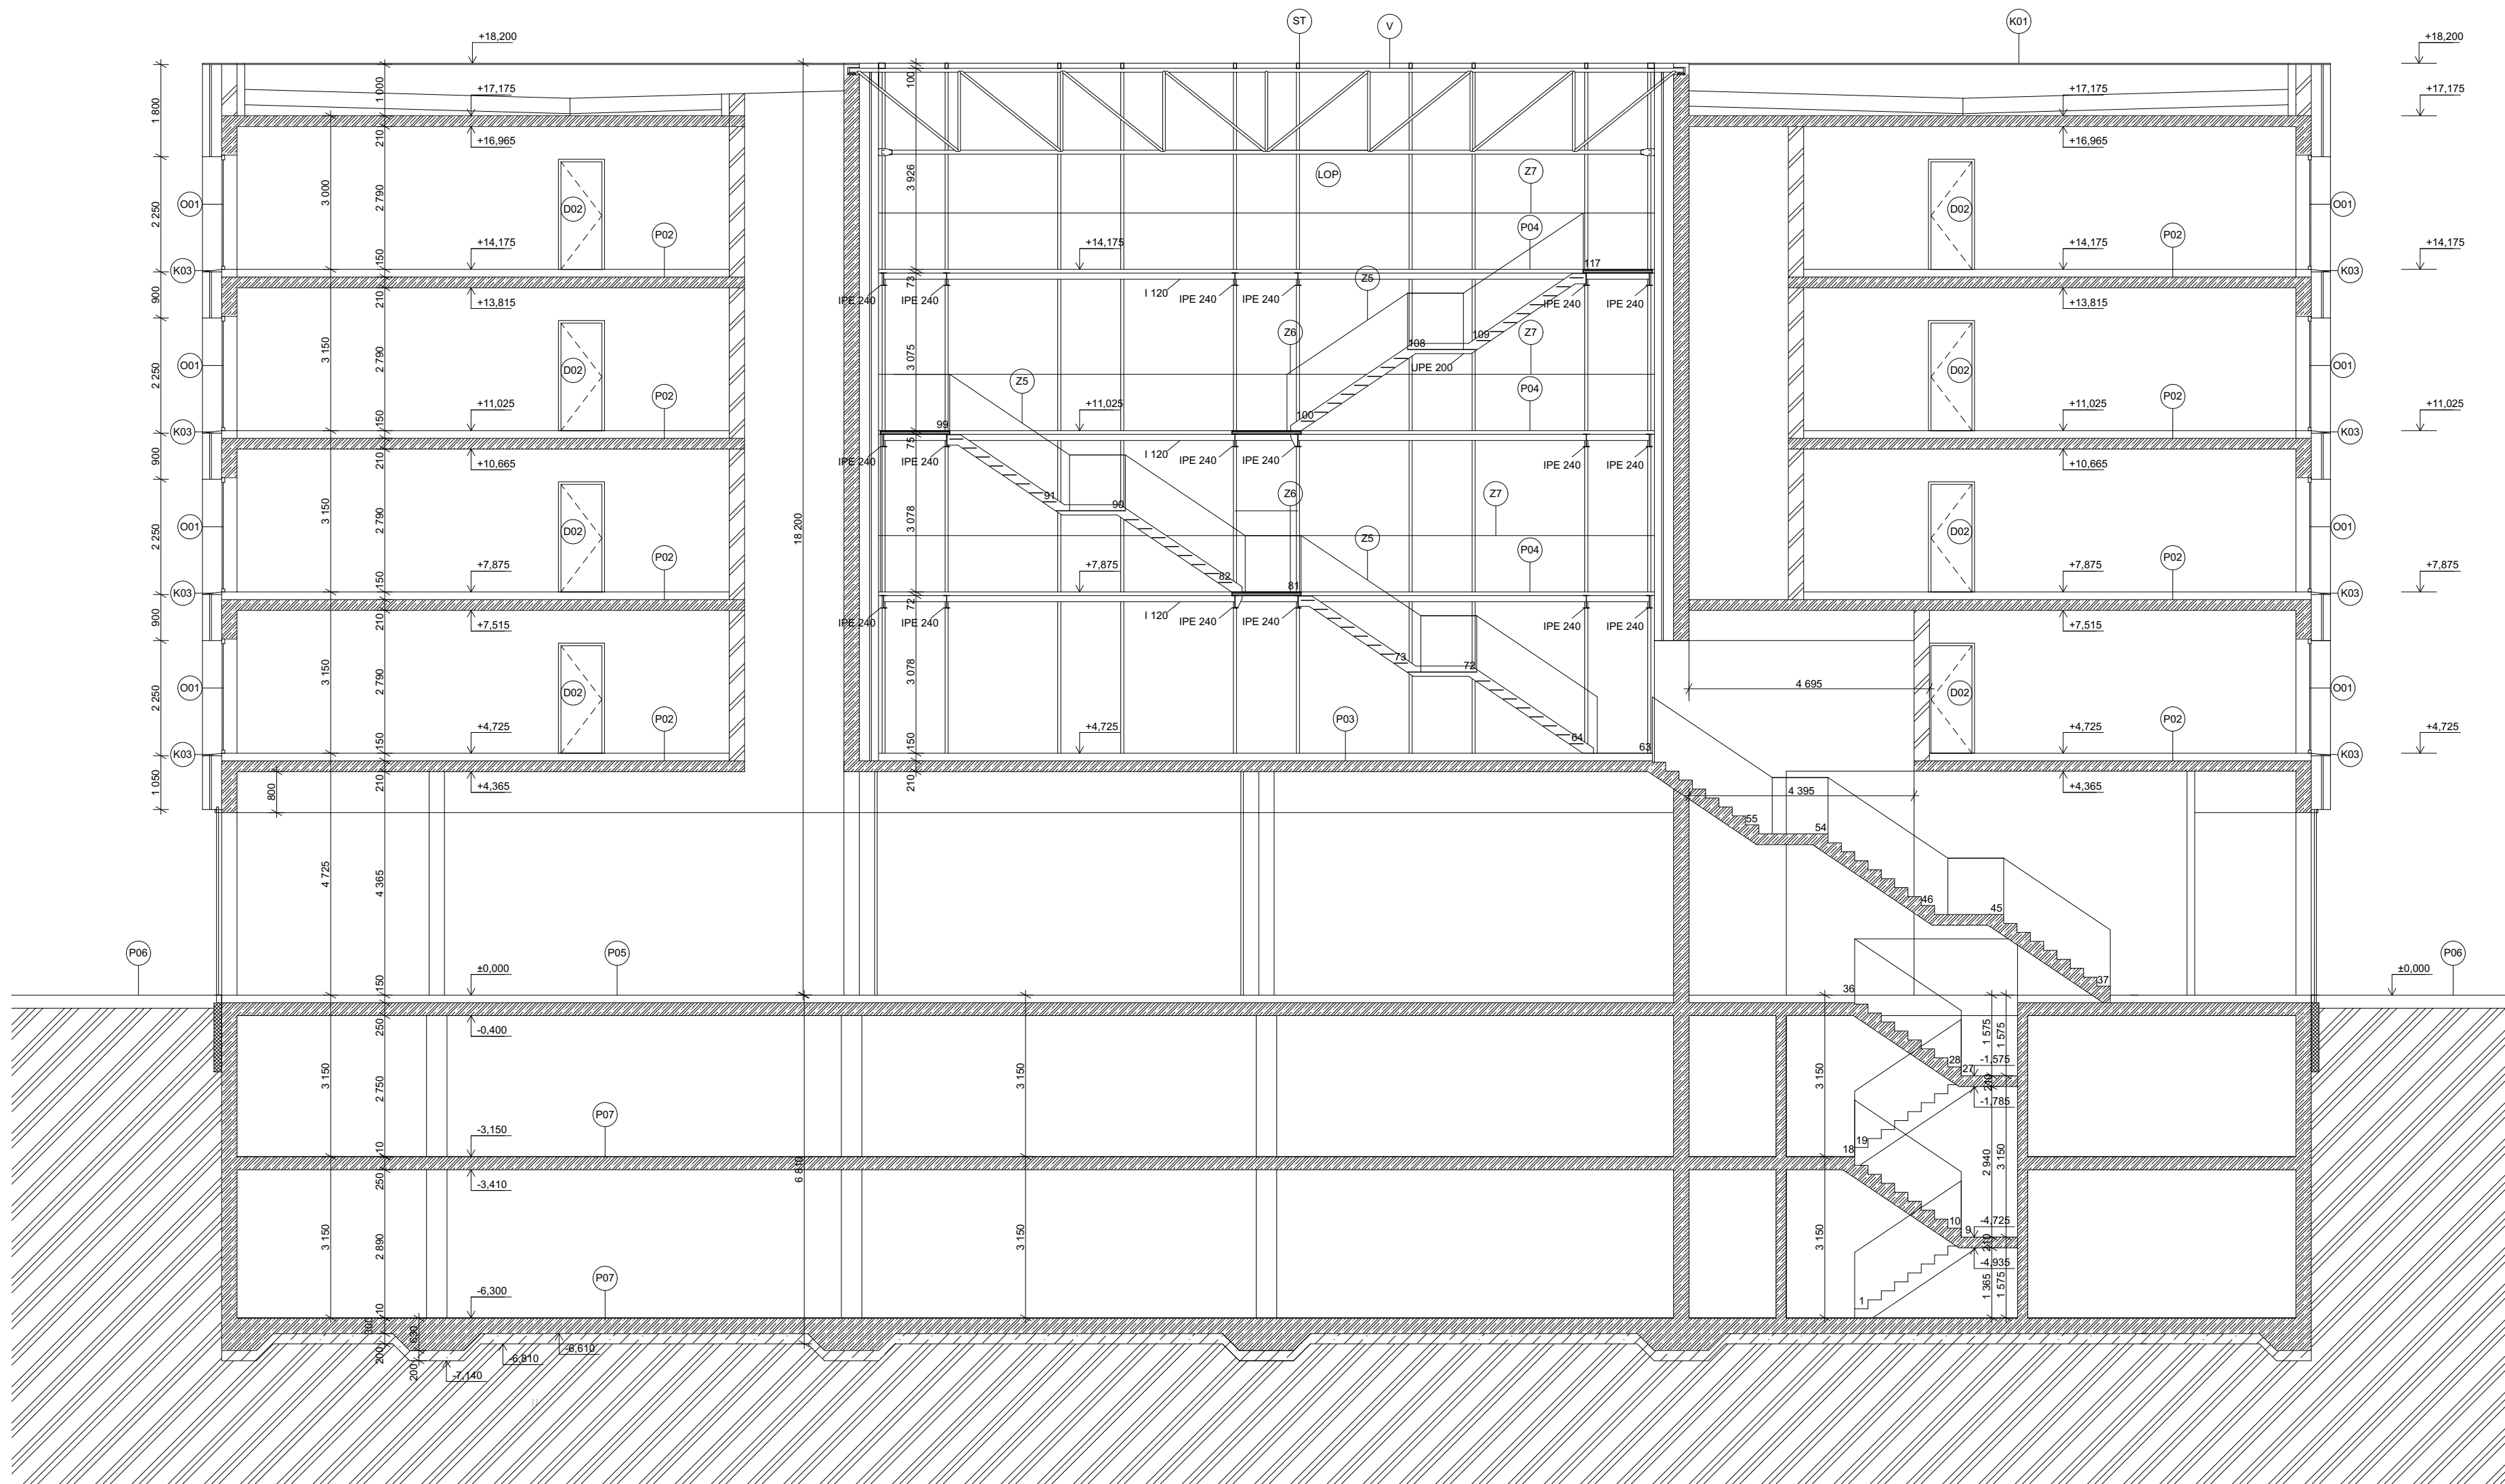 ST
V
K01
+18,200
+18,200
1 800
1 000
100
+17,175
+17,175
+17,175
210
+16,965
+16,965
3 926
LOP
Z7
3 000
2 790
2 250
O01
D02
D02
O01
P02
P04
P02
+14,175
+14,175
+14,175
+14,175
K03
150
73
117
K03
900
210
+13,815
IPE 240
IPE 240
I 120
IPE 240
IPE 240
Z5
IPE 240
IPE 240
+13,815
3 150
2 790
2 250
O01
D02
3 075
Z6
108
109
Z7
UPE 200
D02
O01
P02
Z5
P04
P02
+11,025
+11,025
+11,025
+11,025
K03
150
99
100
K03
900
210
75
+10,665
IPE 240
IPE 240
I 120
IPE 240
IPE 240
IPE 240
IPE 240
+10,665
3 150
2 790
2 250
O01
D02
18 200
3 078
91
90
Z6
Z7
Z5
D02
O01
P02
P04
P02
+7,875
+7,875
+7,875
+7,875
K03
150
82
81
K03
900
210
72
+7,515
IPE 240
IPE 240
I 120
IPE 240
IPE 240
IPE 240
IPE 240
+7,515
3 150
2 790
2 250
O01
D02
3 078
73
72
4 695
D02
O01
P02
P03
P02
+4,725
+4,725
+4,725
+4,725
K03
150
150
64
63
K03
1 050
800
210
+4,365
210
4 395
+4,365
55
54
4 725
4 365
46
45
P06
P05
P06
±0,000
±0,000
150
36
37
250
-0,400
1 575
1 575
3 150
2 750
3 150
3 150
28
27
-1,575
210
-1,785
P07
-3,150
10
19
18
250
-3,410
6 810
2 940
3 150
3 150
2 890
3 150
3 150
10
9
-4,725
210
-4,935
P07
-6,300
10
1
1 365
1 575
300
630
200
-6,610
-6,810
200
-7,140